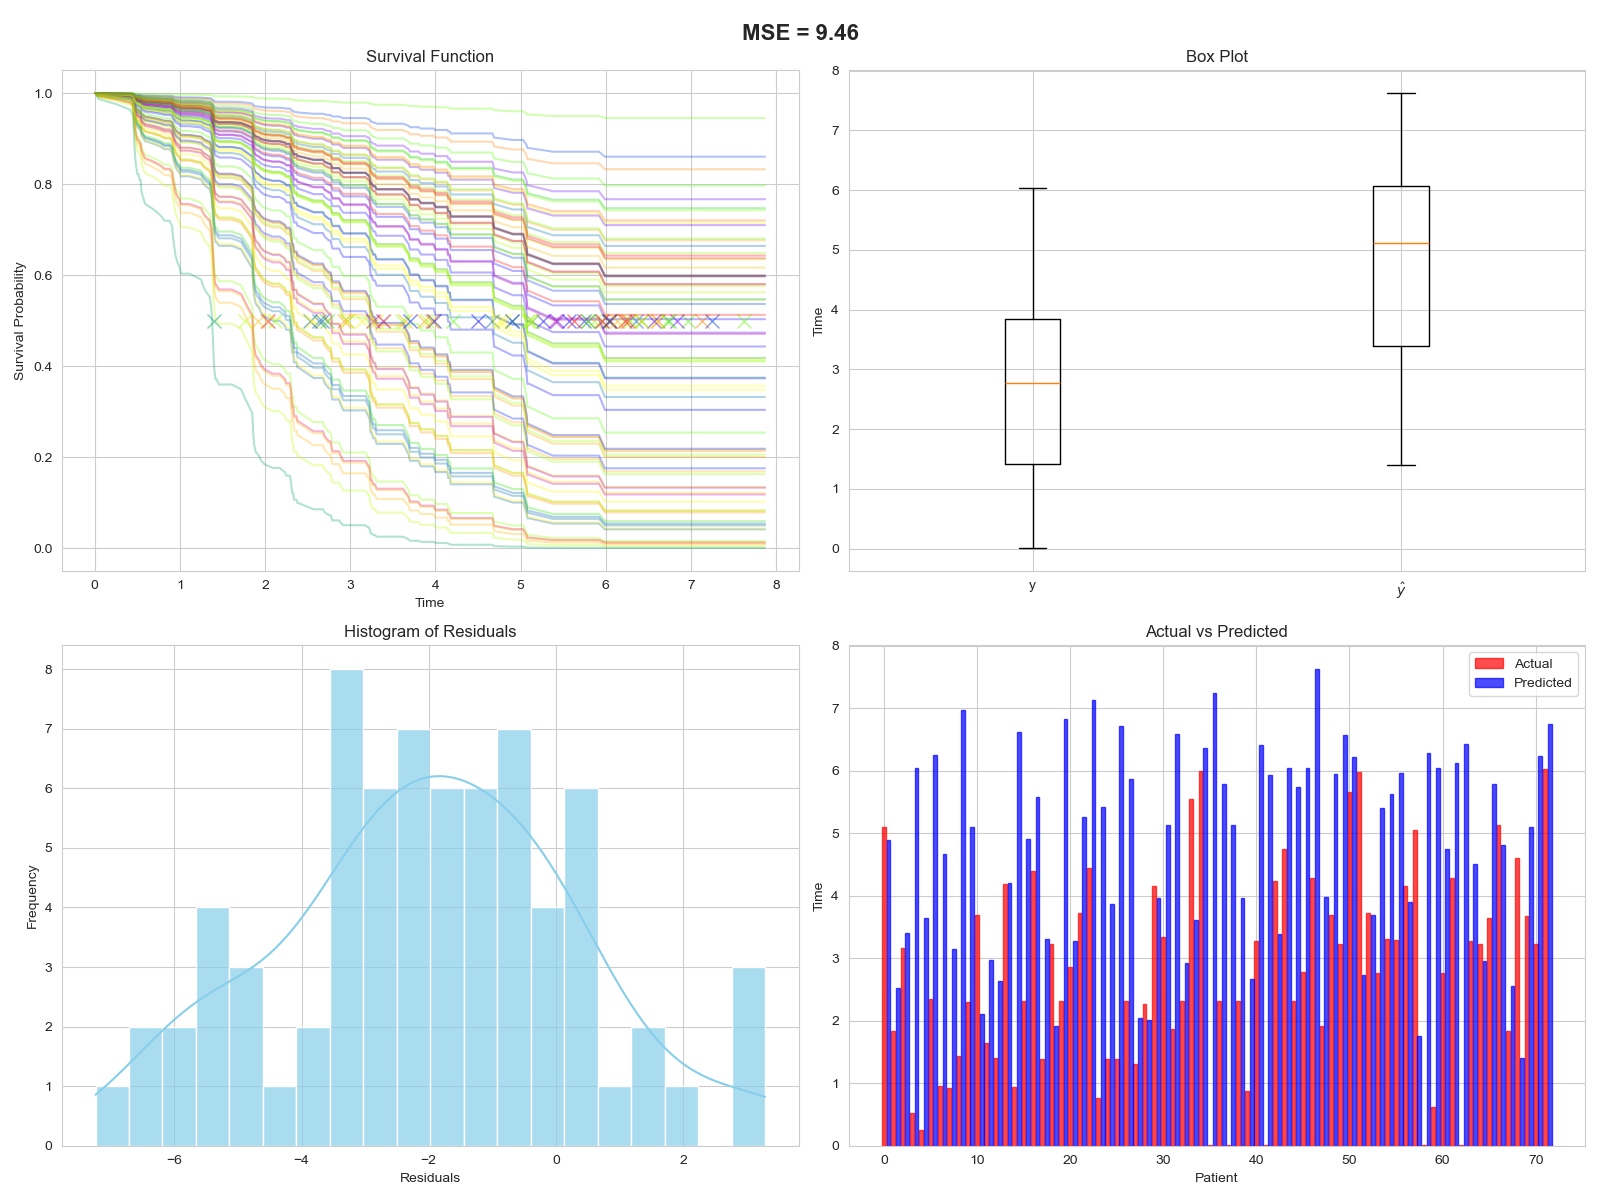 MSE = 9.46
Survival Function
Survival Probability
1.0
0.8
0.6
0.4
0.2
0.0
0 1 2 3 4 5 6 7 8
Time
Box Plot
Time
8
7
6
5
4
3
2
1
0
y ŷ
Histogram of Residuals
Frequency
8
7
6
5
4
3
2
1
0
−6 −4 −2 0 2
Residuals
Actual vs Predicted
Time
8
7
6
5
4
3
2
1
0
Actual
Predicted
0 10 20 30 40 50 60 70
Patient